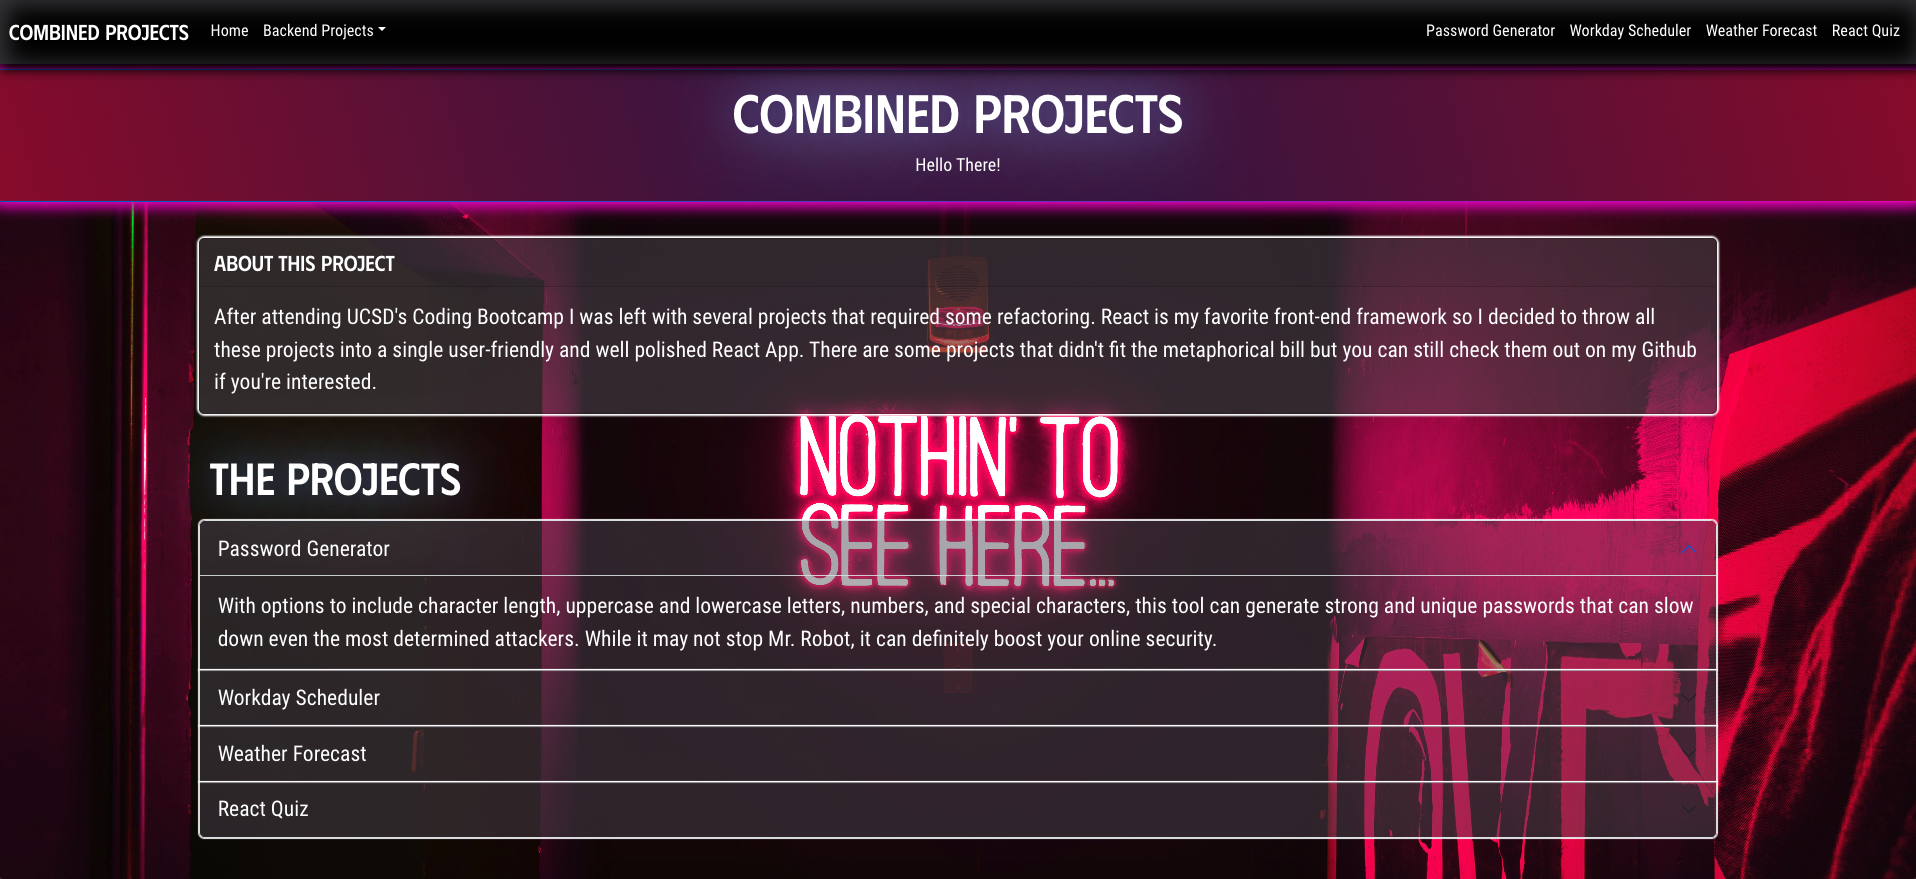 COMBINED PROJECTS Home Backend Projects Password Generator Workday Scheduler Weather Forecast React Quiz
COMBINED PROJECTS
Hello There!
ABOUT THIS PROJECT
After attending UCSD's Coding Bootcamp I was left with several projects that required some refactoring. React is my favorite front-end framework so I decided to throw all
these projects into a single user-friendly and well polished React App. There are some projects that didn't fit the metaphorical bill but you can still check them out on my Github
if you're interested.
NOTHIN' TO
THE PROJECTS
SEE HERE...
Password Generator
With options to include character length, uppercase and lowercase letters, numbers, and special characters, this tool can generate strong and unique passwords that can slow
down even the most determined attackers. While it may not stop Mr. Robot, it can definitely boost your online security.
Workday Scheduler
Weather Forecast
React Quiz